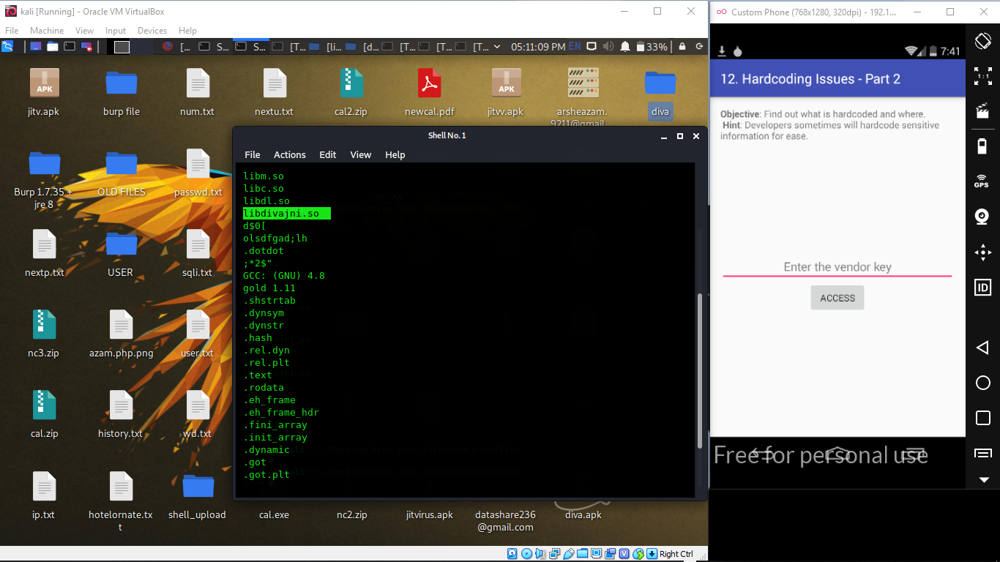 kali [Running] - Oracle VM VirtualBox
File Machine View Input Devices Help
[... S... S... [T... [li... [d... [T... [T... [T... 05:11:09 PM EN 33%
jitv.apk
burp file
num.txt
nextu.txt
cal2.zip
newcal.pdf
jitvv.apk
arsheazam.
9211@gmail
diva
APK
APK
Burp 1.7.35 +
jre 8
OLD FILES
passwd.txt
nextp.txt
USER
sqli.txt
nc3.zip
azam.php.png
user.txt
cal.zip
history.txt
wd.txt
ip.txt
hotelornate.tx
t
shell_upload
cal.exe
nc2.zip
jitvirus.apk
datashare236
@gmail.com
diva.apk
Shell No. 1
File Actions Edit View Help
libm.so
libc.so
libdl.so
libdivajni.so
d$0[
olsdfgad;lh
.dotdot
;*2$"
GCC: (GNU) 4.8
gold 1.11
.shstrtab
.dynsym
.dynstr
.hash
.rel.dyn
.rel.plt
.text
.rodata
.eh_frame
.eh_frame_hdr
.fini_array
.init_array
.dynamic
.got
.got.plt
Right Ctrl
Custom Phone (768x1280, 320dpi) - 192.1...
7:41
12. Hardcoding Issues - Part 2
Objective: Find out what is hardcoded and where.
Hint: Developers sometimes will hardcode sensitive
information for ease.
Enter the vendor key
ACCESS
Free for personal use
1:1
GPS
ID